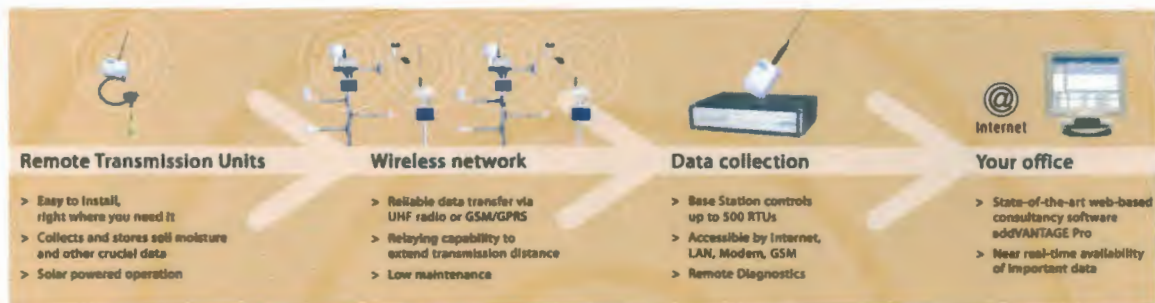 @
Internet
Remote Transmission Units
> Easy to install,
right where you need it
> Collects and stores soil moisture
and other crucial data
> Solar powered operation
Wireless network
> Reliable data transfer via
UHF radio or GSM/GPRS
> Relaying capability to
extend transmission distance
> Low maintenance
Data collection
> Base Station controls
up to 500 RTUs
> Accessible by Internet,
LAN, Modem, GSM
> Remote Diagnostics
Your office
> State-of-the-art web-based
consultancy software
addVANTAGE Pro
> Near real-time availability
of important data